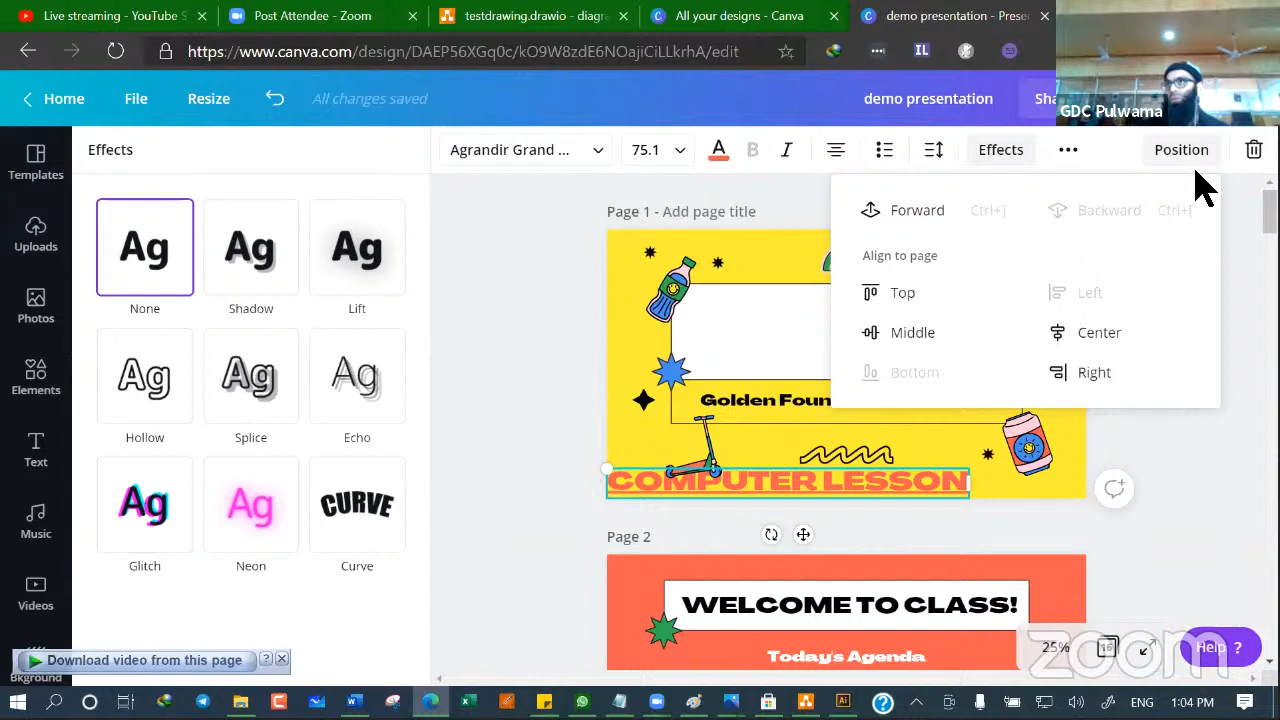 Live streaming - YouTube S
Post Attendee - Zoom
testdrawing.drawio - diagra
All your designs - Canva
demo presentation - Prese
https://www.canva.com/design/DAEP56XGq0c/kO9W8zdE6NOajiCiLLkrhA/edit
IL
Home
File
Resize
All changes saved
demo presentation
Sha
GDC Pulwama
Templates
Uploads
Photos
Elements
Text
Music
Videos
Bkground
Effects
Ag
None
Ag
Shadow
Ag
Lift
Ag
Hollow
Ag
Splice
Ag
Echo
Ag
Glitch
Ag
Neon
CURVE
Curve
Agrandir Grand ...
75.1
A
B
I
Effects
Position
Forward Ctrl+]
Backward Ctrl+[
Align to page
Top
Left
Middle
Center
Bottom
Right
Page 1 - Add page title
Golden Foun
COMPUTER LESSON
Page 2
WELCOME TO CLASS!
Today's Agenda
25%
16
Help ?
zoom
Download video from this page
?
ENG
1:04 PM